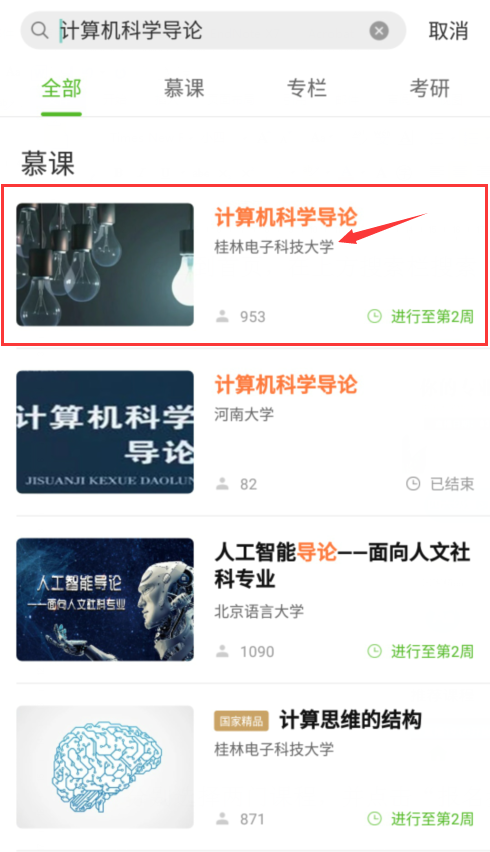 计算机科学导论
取消
全部
慕课
专栏
考研
慕课
计算机科学导论
桂林电子科技大学
953
进行至第2周
计算机科学
导论
JISUANJI KEXUE DAOLUN
计算机科学导论
河南大学
82
已结束
人工智能导论
——面向人文社科专业
人工智能导论——面向人文社
科专业
北京语言大学
1090
进行至第2周
国家精品
计算思维的结构
桂林电子科技大学
871
进行至第2周